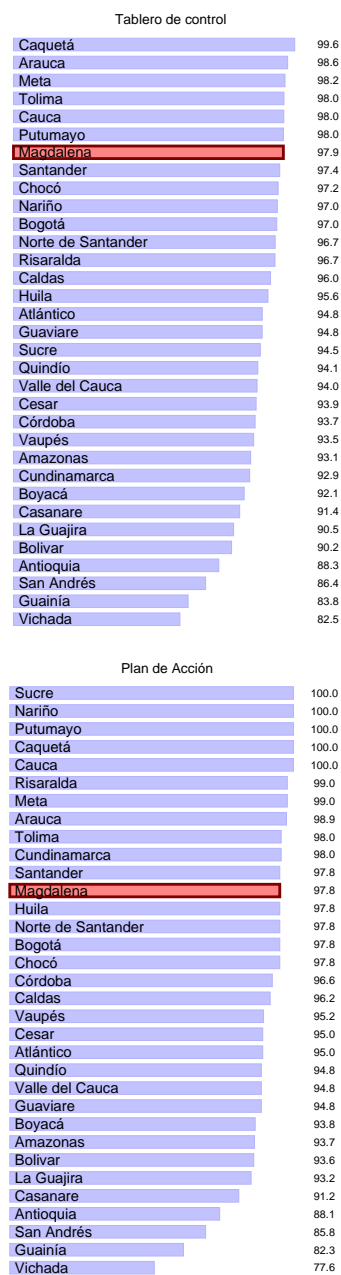 Tablero de control
Caquetá 99.6
Arauca 98.6
Meta 98.2
Tolima 98.0
Cauca 98.0
Putumayo 98.0
Magdalena 97.9
Santander 97.4
Chocó 97.2
Nariño 97.0
Bogotá 97.0
Norte de Santander 96.7
Risaralda 96.7
Caldas 96.0
Huila 95.6
Atlántico 94.8
Guaviare 94.8
Sucre 94.5
Quindío 94.1
Valle del Cauca 94.0
Cesar 93.9
Córdoba 93.7
Vaupés 93.5
Amazonas 93.1
Cundinamarca 92.9
Boyacá 92.1
Casanare 91.4
La Guajira 90.5
Bolivar 90.2
Antioquia 88.3
San Andrés 86.4
Guainía 83.8
Vichada 82.5
Plan de Acción
Sucre 100.0
Nariño 100.0
Putumayo 100.0
Caquetá 100.0
Cauca 100.0
Risaralda 99.0
Meta 99.0
Arauca 98.9
Tolima 98.0
Cundinamarca 98.0
Santander 97.8
Magdalena 97.8
Huila 97.8
Norte de Santander 97.8
Bogotá 97.8
Chocó 97.8
Córdoba 96.6
Caldas 96.2
Vaupés 95.2
Cesar 95.0
Atlántico 95.0
Quindío 94.8
Valle del Cauca 94.8
Guaviare 94.8
Boyacá 93.8
Amazonas 93.7
Bolivar 93.6
La Guajira 93.2
Casanare 91.2
Antioquia 88.1
San Andrés 85.8
Guainía 82.3
Vichada 77.6